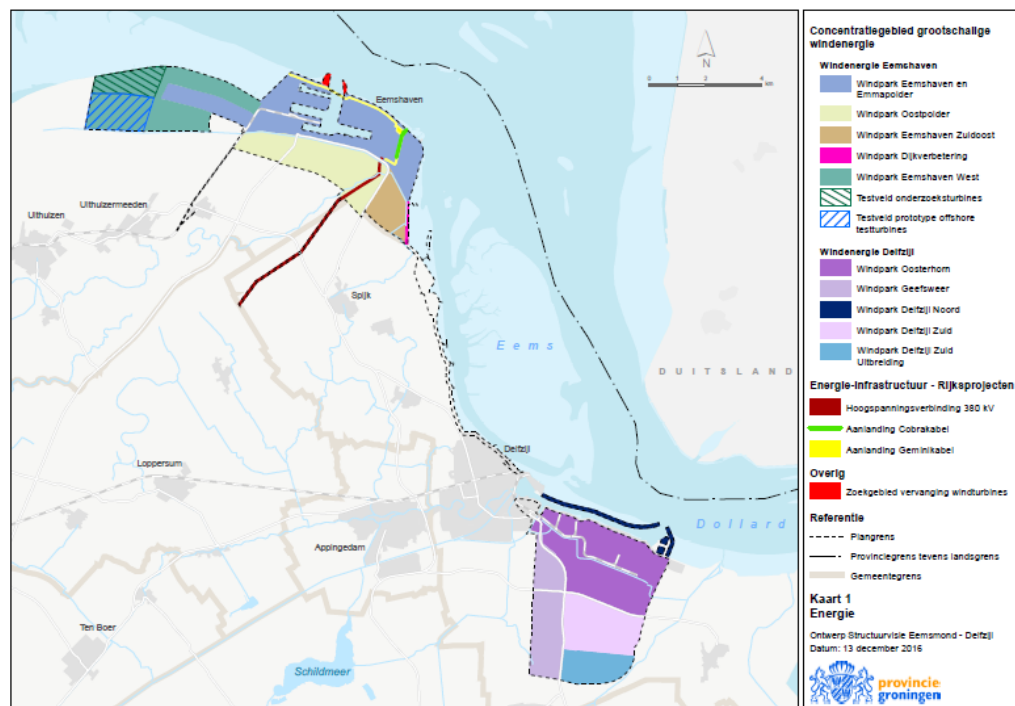 Eemshaven
N
0
1
2
4
km
Uithuizermeeden
Uithuizen
Spijk
Eems
DUITSLAND
Delfzijl
Loppersum
Dollard
Appingedam
Ten Boer
Schildmeer
Concentratiegebied grootschalige
windenergie
Windenergie Eemshaven
Windpark Eemshaven en
Emmapolder
Windpark Oostpolder
Windpark Eemshaven Zuidoost
Windpark Dijkverbetering
Windpark Eemshaven West
Testveld onderzoeksturbines
Testveld prototype offshore
testturbines
Windenergie Delfzijl
Windpark Oosterhorn
Windpark Geefsweer
Windpark Delfzijl Noord
Windpark Delfzijl Zuid
Windpark Delfzijl Zuid
Uitbreiding
Energie-infrastructuur - Rijksprojecten
Hoogspanningsverbinding 380 kV
Aanlanding Cobrakabel
Aanlanding Geminikabel
Overig
Zoekgebied vervanging windturbines
Referentie
Plangrens
Provinciegrens tevens landsgrens
Gemeentegrens
Kaart 1
Energie
Ontwerp Structuurvisie Eemsmond - Delfzijl
Datum: 13 december 2016
provincie
groningen